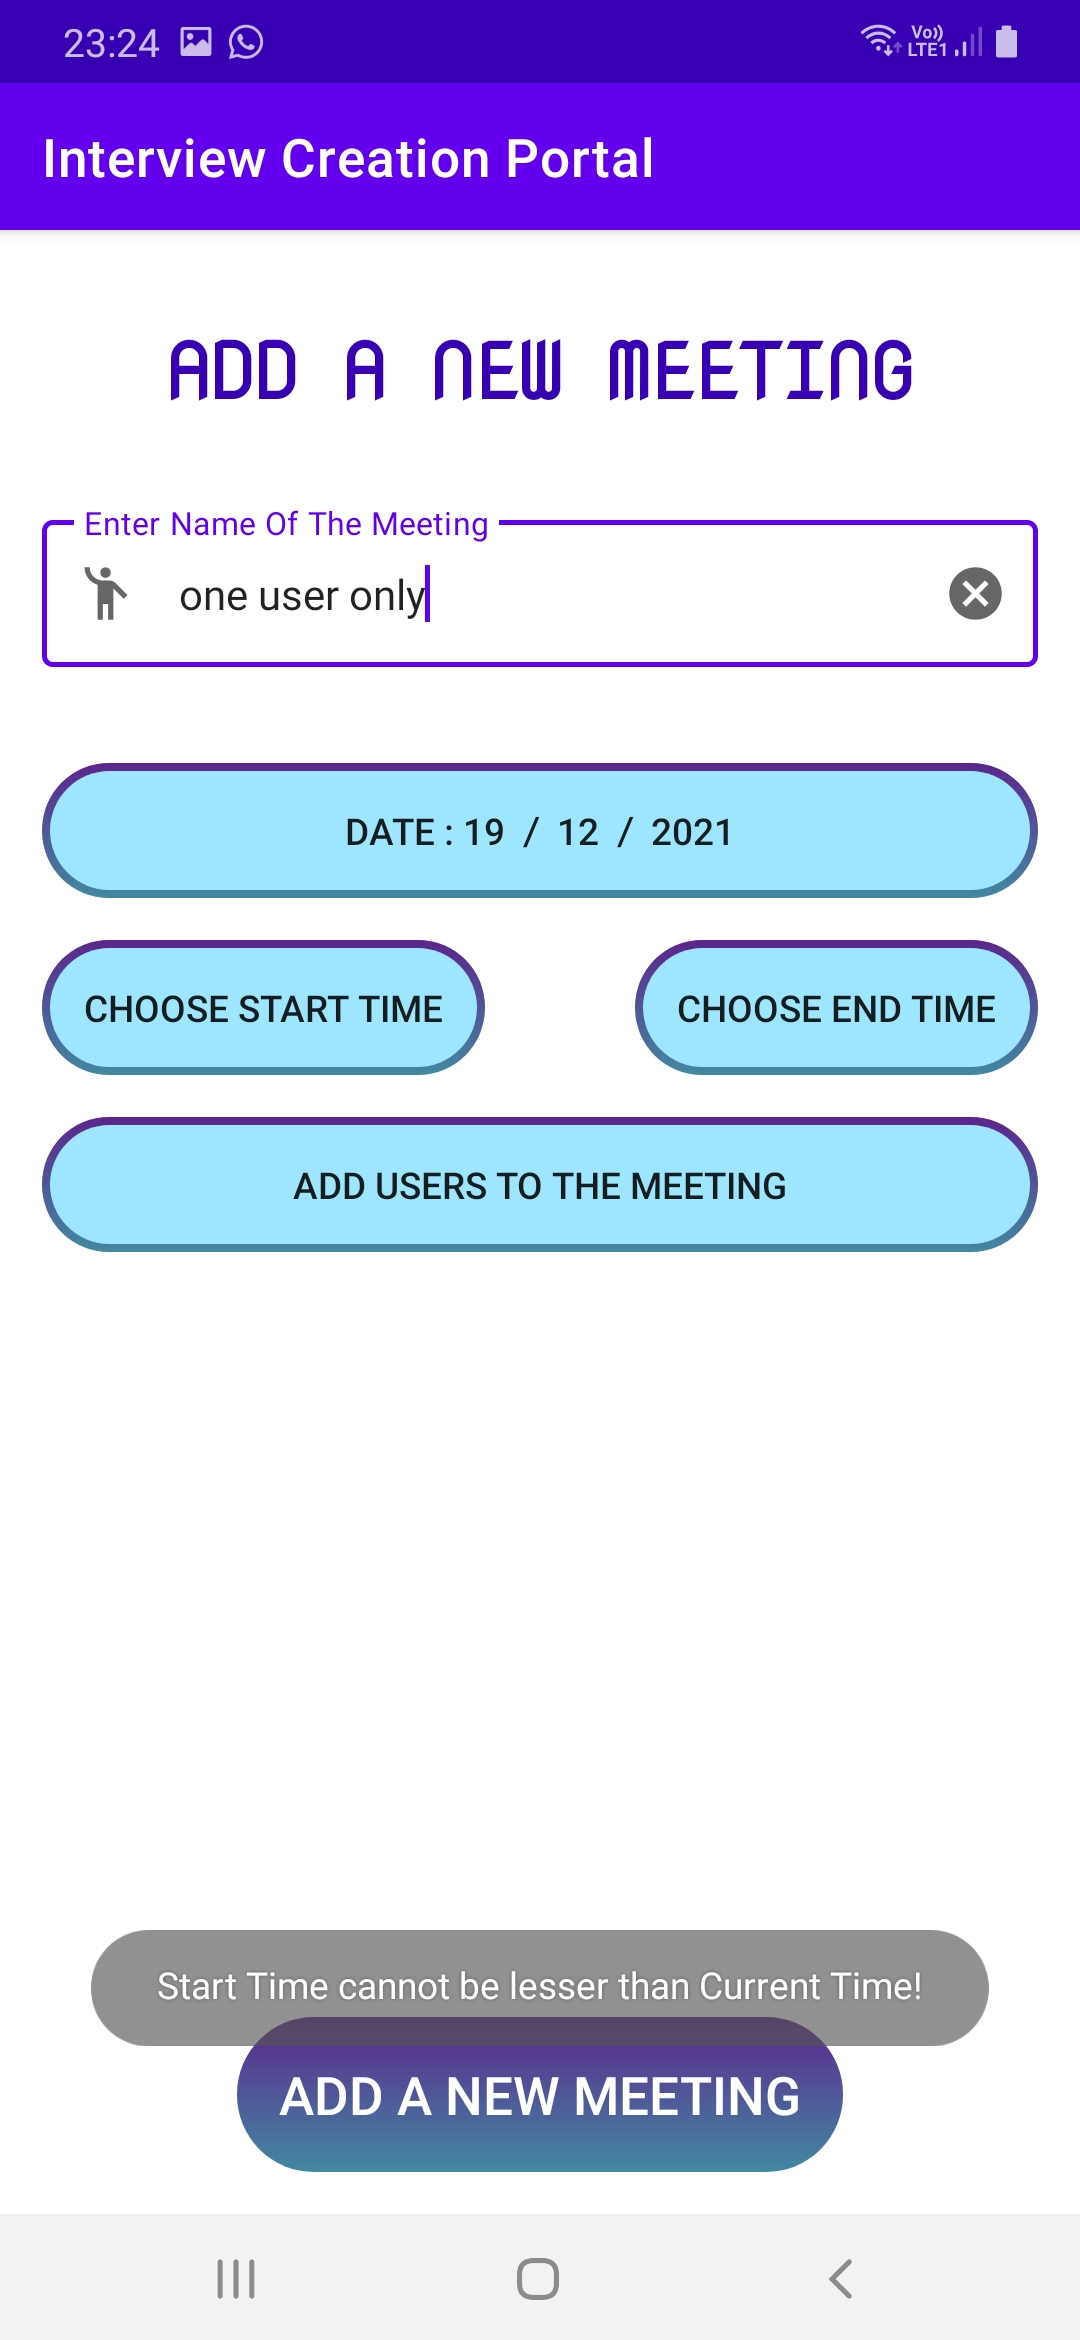 23:24
Vo))
LTE1
Interview Creation Portal
ADD A NEW MEETING
Enter Name Of The Meeting
one user only
DATE : 19 / 12 / 2021
CHOOSE START TIME
CHOOSE END TIME
ADD USERS TO THE MEETING
Start Time cannot be lesser than Current Time!
ADD A NEW MEETING